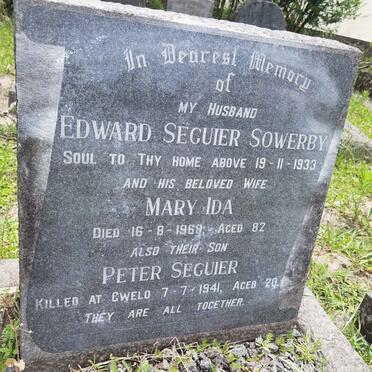 In Dearest Memory
of
MY HUSBAND
EDWARD SEGUIER SOWERBY
SOUL TO THY HOME ABOVE 19-11-1933
AND HIS BELOVED WIFE
MARY IDA
DIED 16-8-1969, AGED 82
ALSO THEIR SON
PETER SEGUIER
KILLED AT GWELO 7-7-1941, AGED 20
THEY ARE ALL TOGETHER.